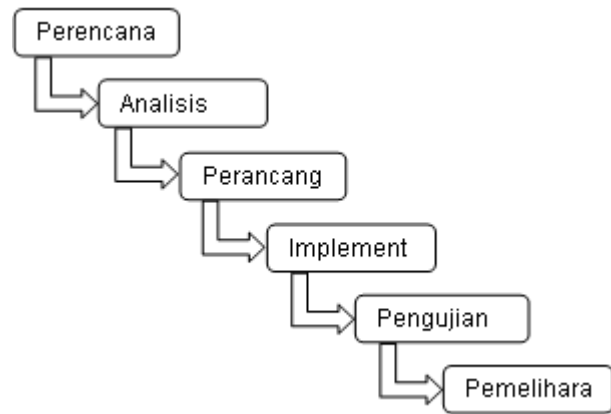 Perencana
Analisis
Perancang
Implement
Pengujian
Pemelihara